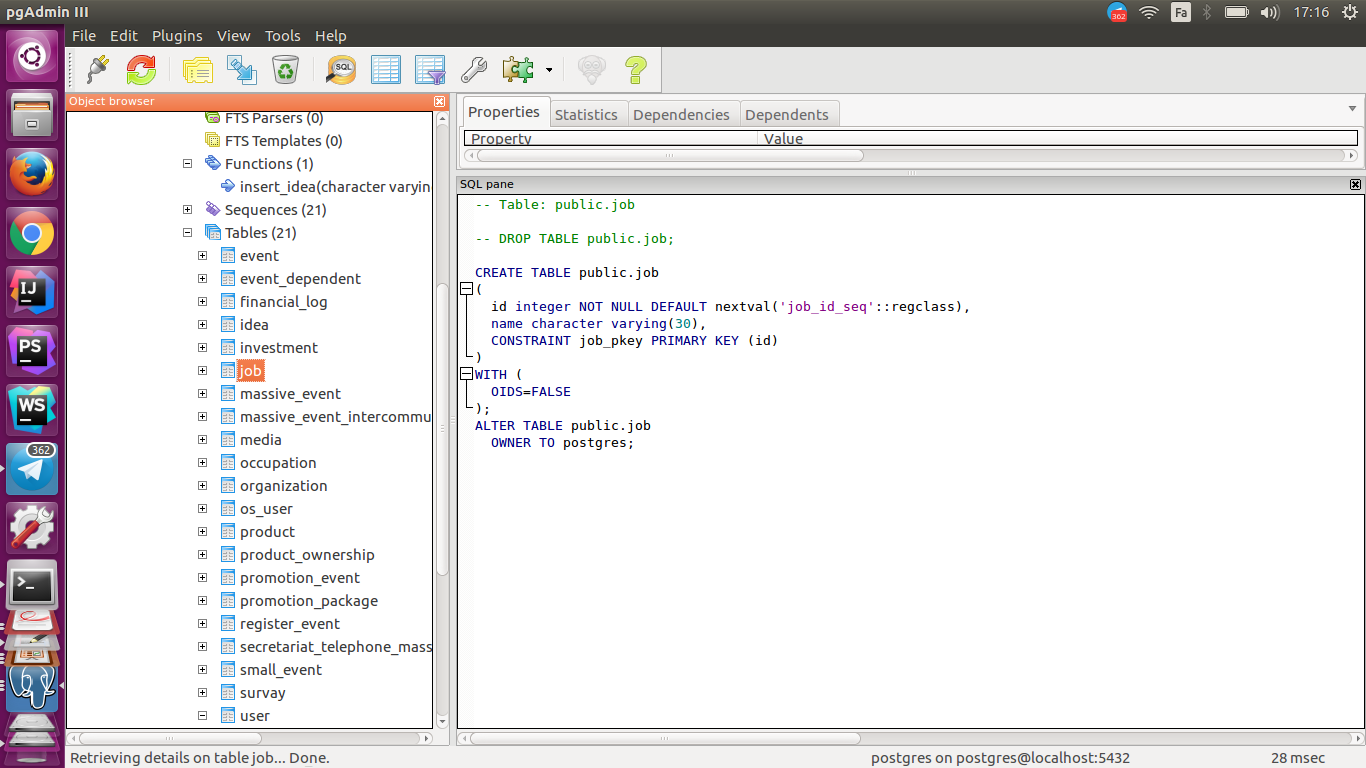 pgAdmin III
362
Fa
17:16
File Edit Plugins View Tools Help
SQL
Object browser
FTS Parsers (0)
FTS Templates (0)
Functions (1)
insert_idea(character varyin
Sequences (21)
Tables (21)
event
event_dependent
financial_log
idea
investment
job
massive_event
massive_event_intercommu
media
occupation
organization
os_user
product
product_ownership
promotion_event
promotion_package
register_event
secretariat_telephone_mass
small_event
survay
user
Properties Statistics Dependencies Dependents
Property Value
SQL pane
-- Table: public.job
-- DROP TABLE public.job;
CREATE TABLE public.job
(
id integer NOT NULL DEFAULT nextval('job_id_seq'::regclass),
name character varying(30),
CONSTRAINT job_pkey PRIMARY KEY (id)
)
WITH (
OIDS=FALSE
);
ALTER TABLE public.job
OWNER TO postgres;
IJ
PS
WS
362
>_
Retrieving details on table job... Done.
postgres on postgres@localhost:5432
28 msec